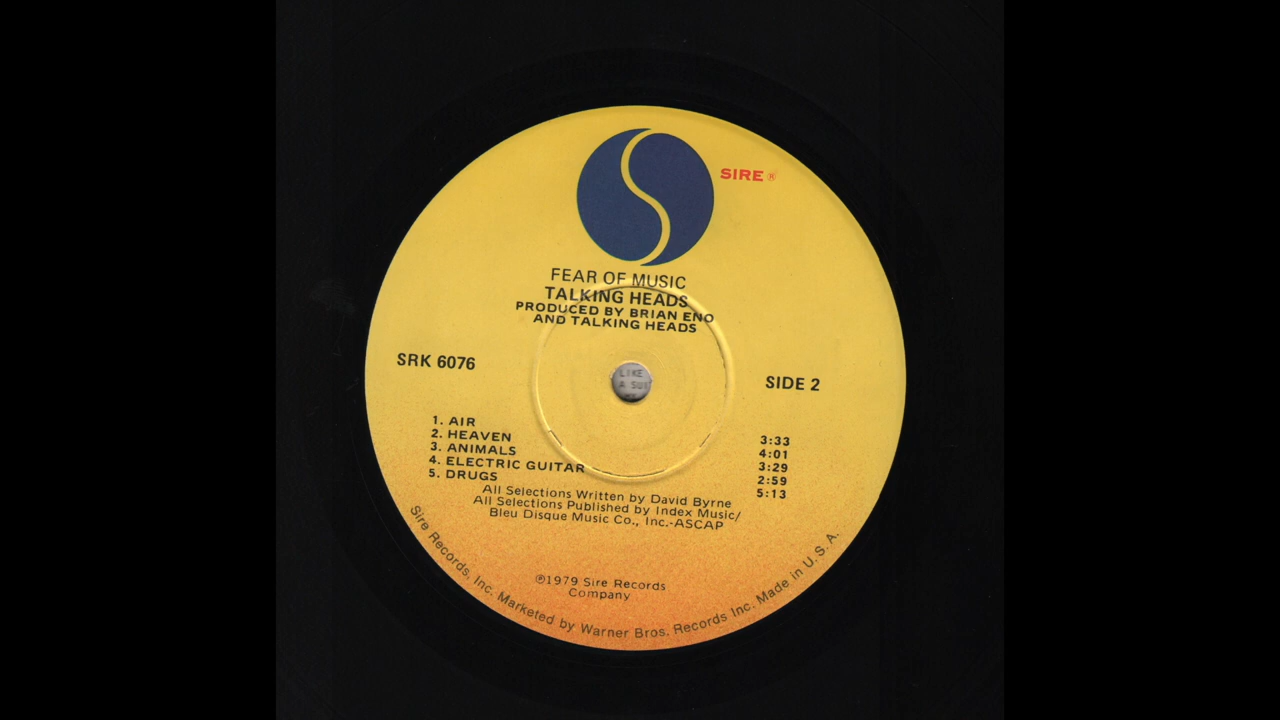 SIRE ®
FEAR OF MUSIC
TALKING HEADS
PRODUCED BY BRIAN ENO
AND TALKING HEADS
SRK 6076
SIDE 2
LIKE
A SUI
1. AIR 3:33
2. HEAVEN 4:01
3. ANIMALS 3:29
4. ELECTRIC GUITAR 2:59
5. DRUGS 5:13
All Selections Written by David Byrne
All Selections Published by Index Music/
Bleu Disque Music Co., Inc.-ASCAP
℗1979 Sire Records
Company
Sire Records, Inc. Marketed by Warner Bros. Records Inc. Made in U.S.A.